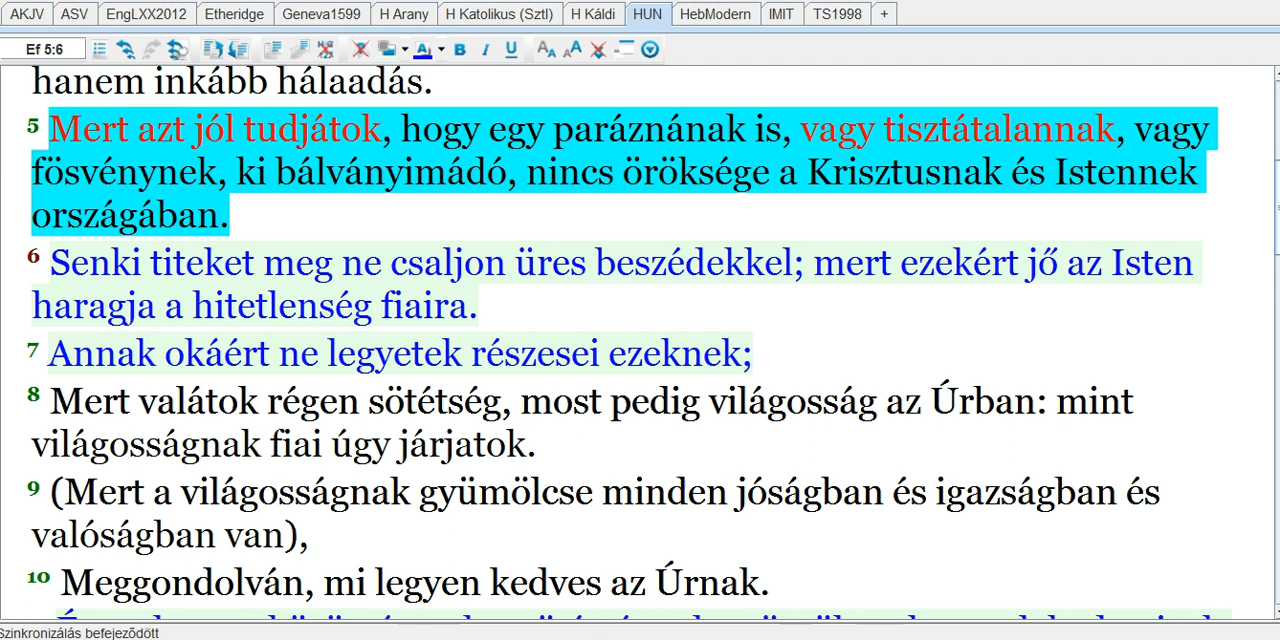 AKJV ASV EngLXX2012 Etheridge Geneva1599 H Arany H Katolikus (Sztl) H Káldi HUN HebModern IMIT TS1998 +
Ef 5:6
hanem inkább hálaadás.
5 Mert azt jól tudjátok, hogy egy paráznának is, vagy tisztátalannak, vagy
fösvénynek, ki bálványimádó, nincs öröksége a Krisztusnak és Istennek
országában.
6 Senki titeket meg ne csaljon üres beszédekkel; mert ezekért jő az Isten
haragja a hitetlenség fiaira.
7 Annak okáért ne legyetek részesei ezeknek;
8 Mert valátok régen sötétség, most pedig világosság az Úrban: mint
világosságnak fiai úgy járjatok.
9 (Mert a világosságnak gyümölcse minden jóságban és igazságban és
valóságban van),
10 Meggondolván, mi legyen kedves az Úrnak.
Szinkronizálás befejeződött